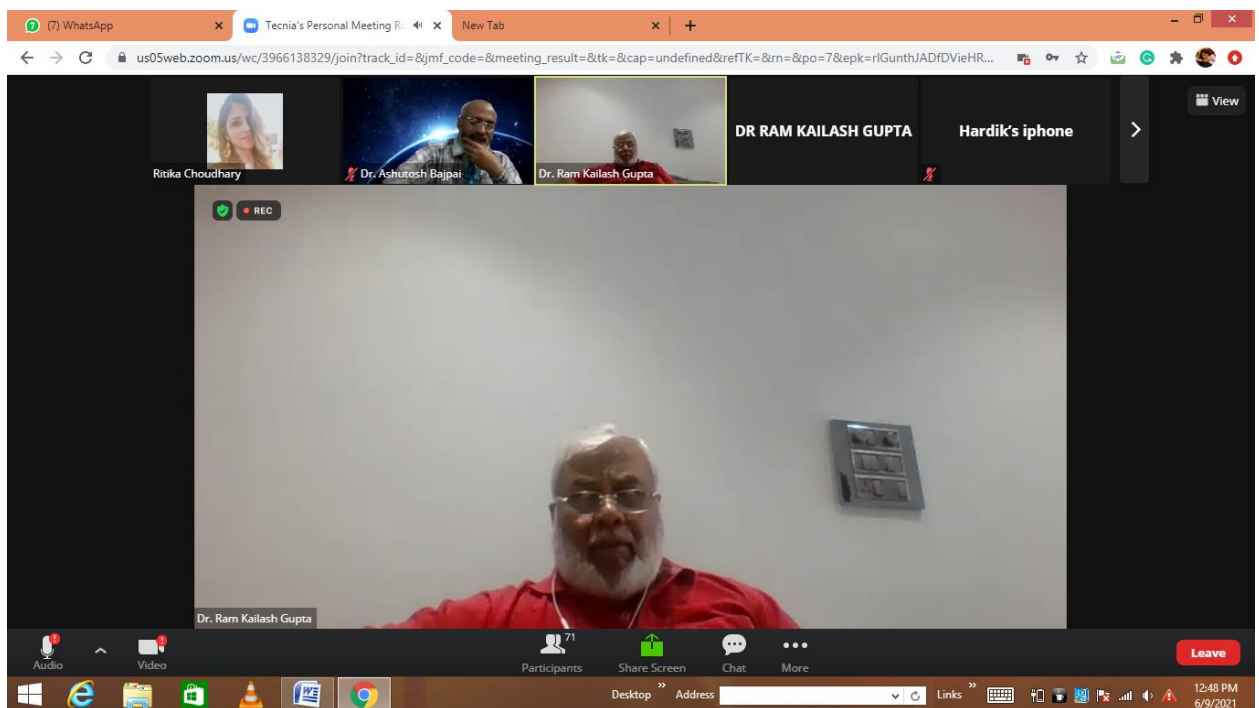 (7) WhatsApp
Tecnia's Personal Meeting Ro
New Tab
us05web.zoom.us/wc/3966138329/join?track_id=&jmf_code=&meeting_result=&tk=&cap=undefined&refTK=&rn=&po=7&epk=rIGunthJADfDVieHR...
View
DR RAM KAILASH GUPTA
Hardik's iphone
Ritika Choudhary
Dr. Ashutosh Bajpai
Dr. Ram Kailash Gupta
REC
Dr. Ram Kailash Gupta
71
Audio
Video
Participants
Share Screen
Chat
More
Leave
Desktop
Address
Links
12:48 PM
6/9/2021